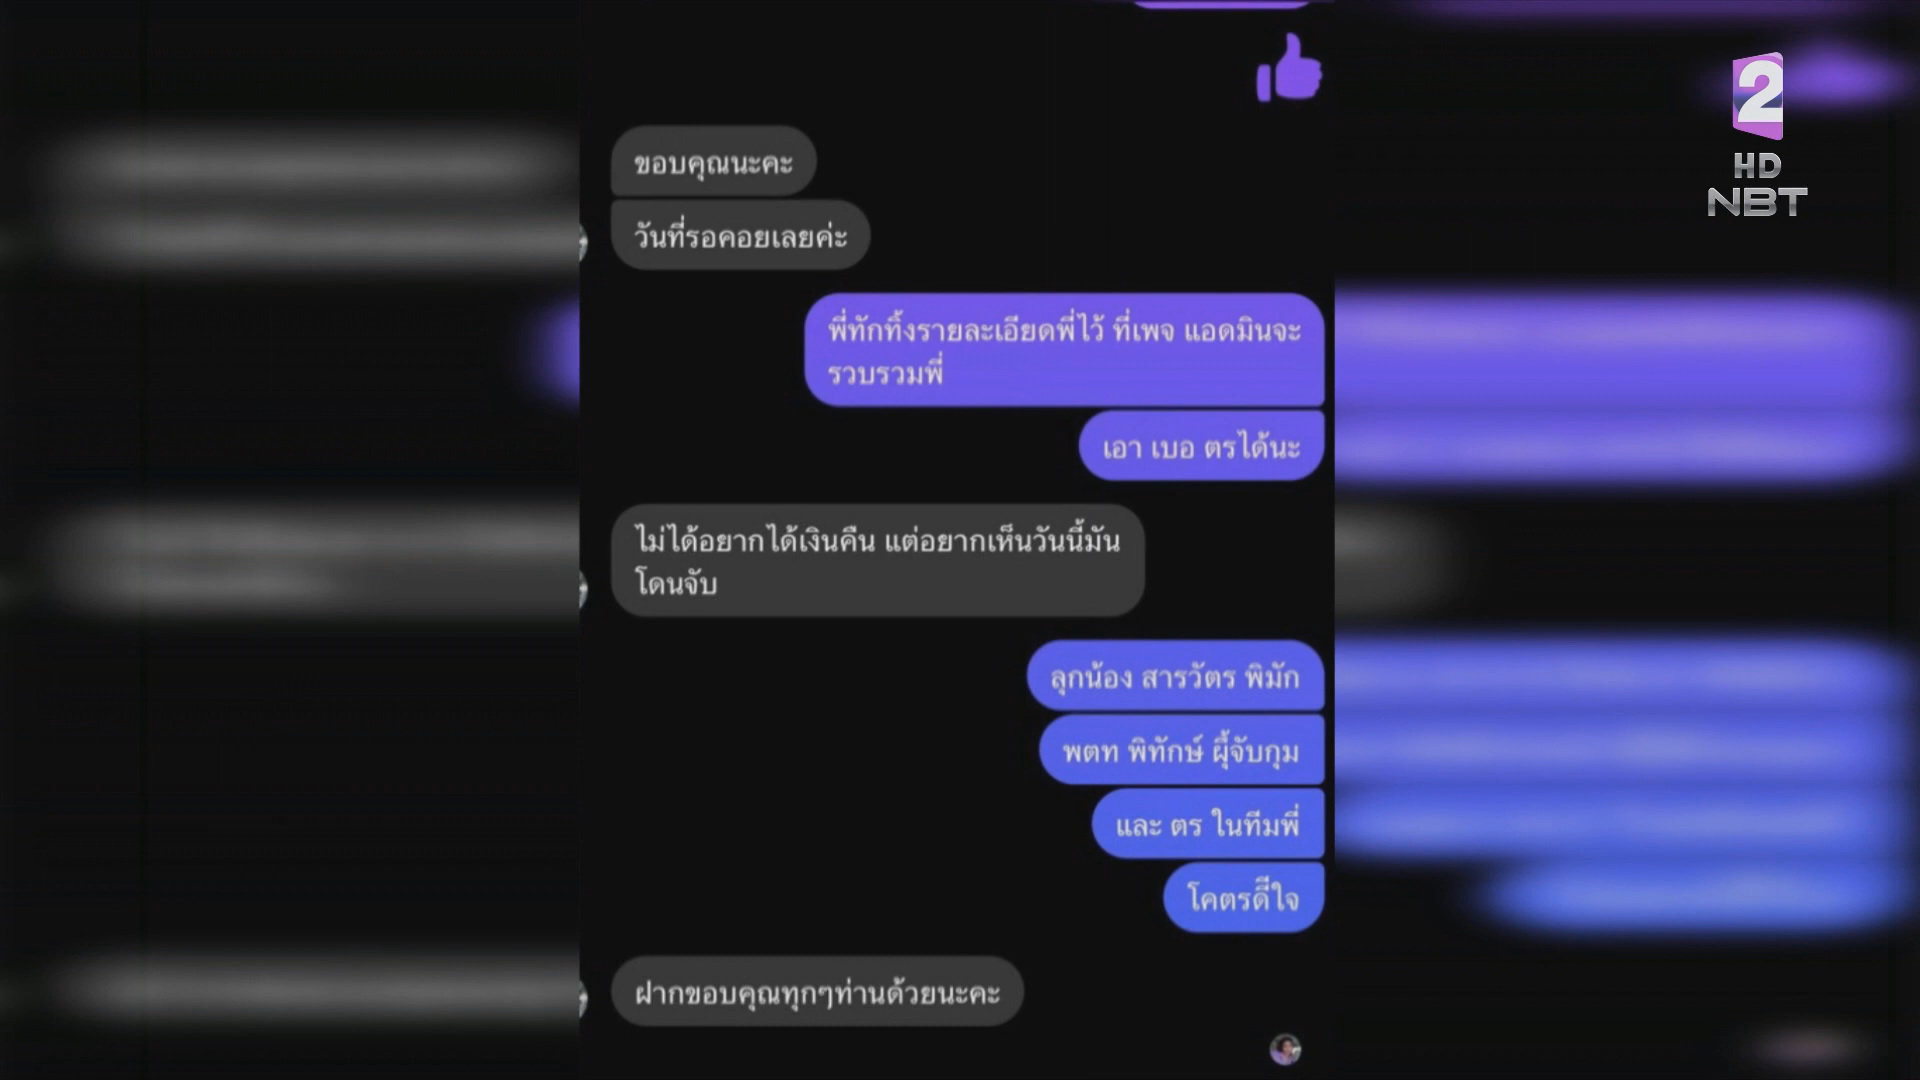 2
HD
NBT
ขอบคุณนะคะ
วันที่รอคอยเลยค่ะ
พี่ทักทิ้งรายละเอียดพี่ไว้ ที่เพจ แอดมินจะ
รวบรวมพี่
เอา เบอ ตรได้นะ
ไม่ได้อยากได้เงินคืน แต่อยากเห็นวันนี้มัน
โดนจับ
ลุกน้อง สารวัตร พิมัก
พตท พิทักษ์ ผุ้จับกุม
และ ตร ในทีมพี่
โคตรดีใจ
ฝากขอบคุณทุกๆท่านด้วยนะคะ